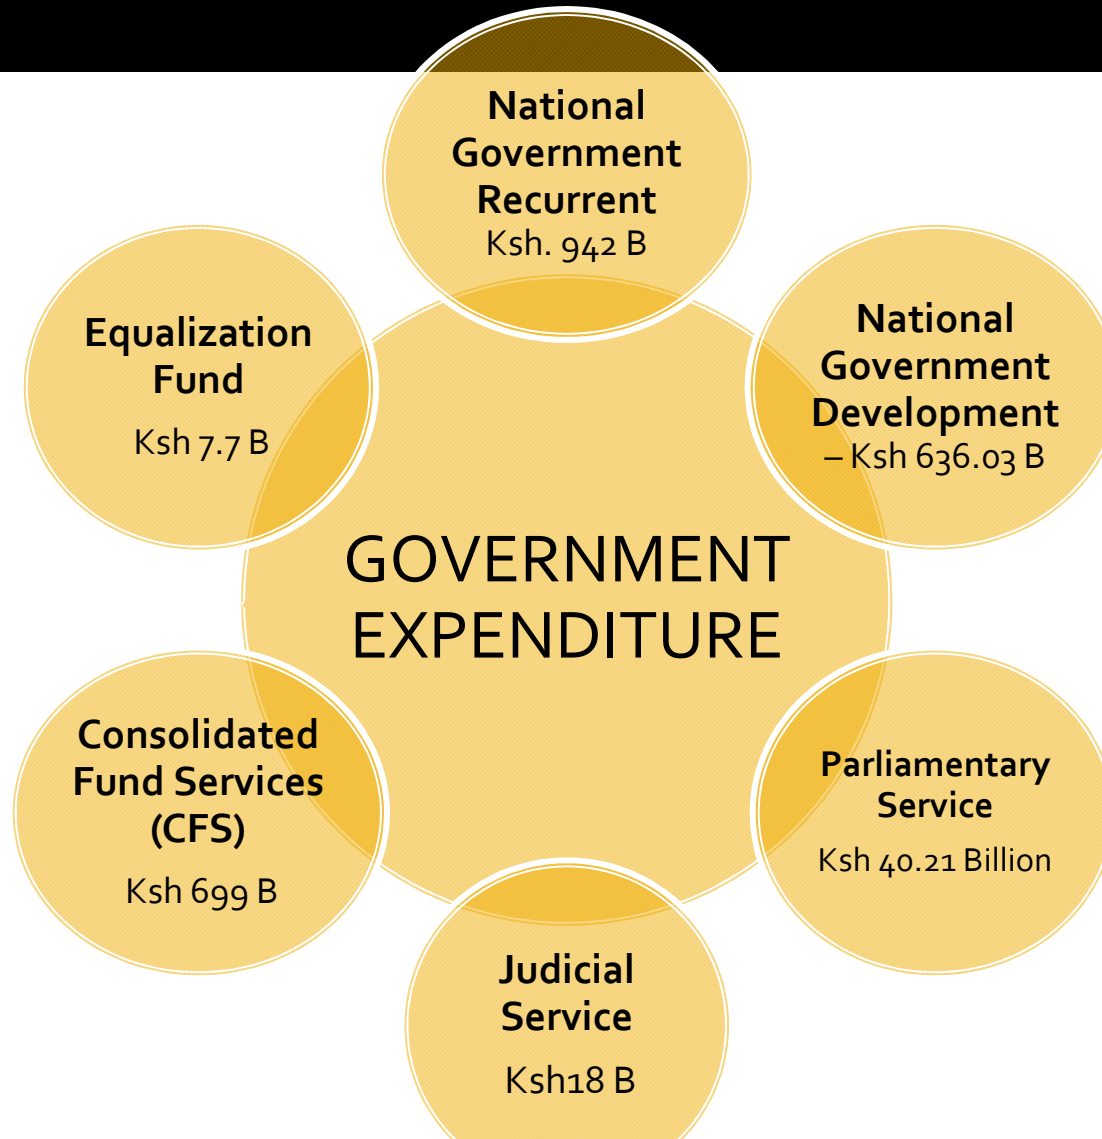 National
Government
Recurrent
Ksh. 942 B
National
Government
Development
– Ksh 636.03 B
Parliamentary
Service
Ksh 40.21 Billion
Judicial
Service
Ksh18 B
Consolidated
Fund Services
(CFS)
Ksh 699 B
Equalization
Fund
Ksh 7.7 B
GOVERNMENT
EXPENDITURE